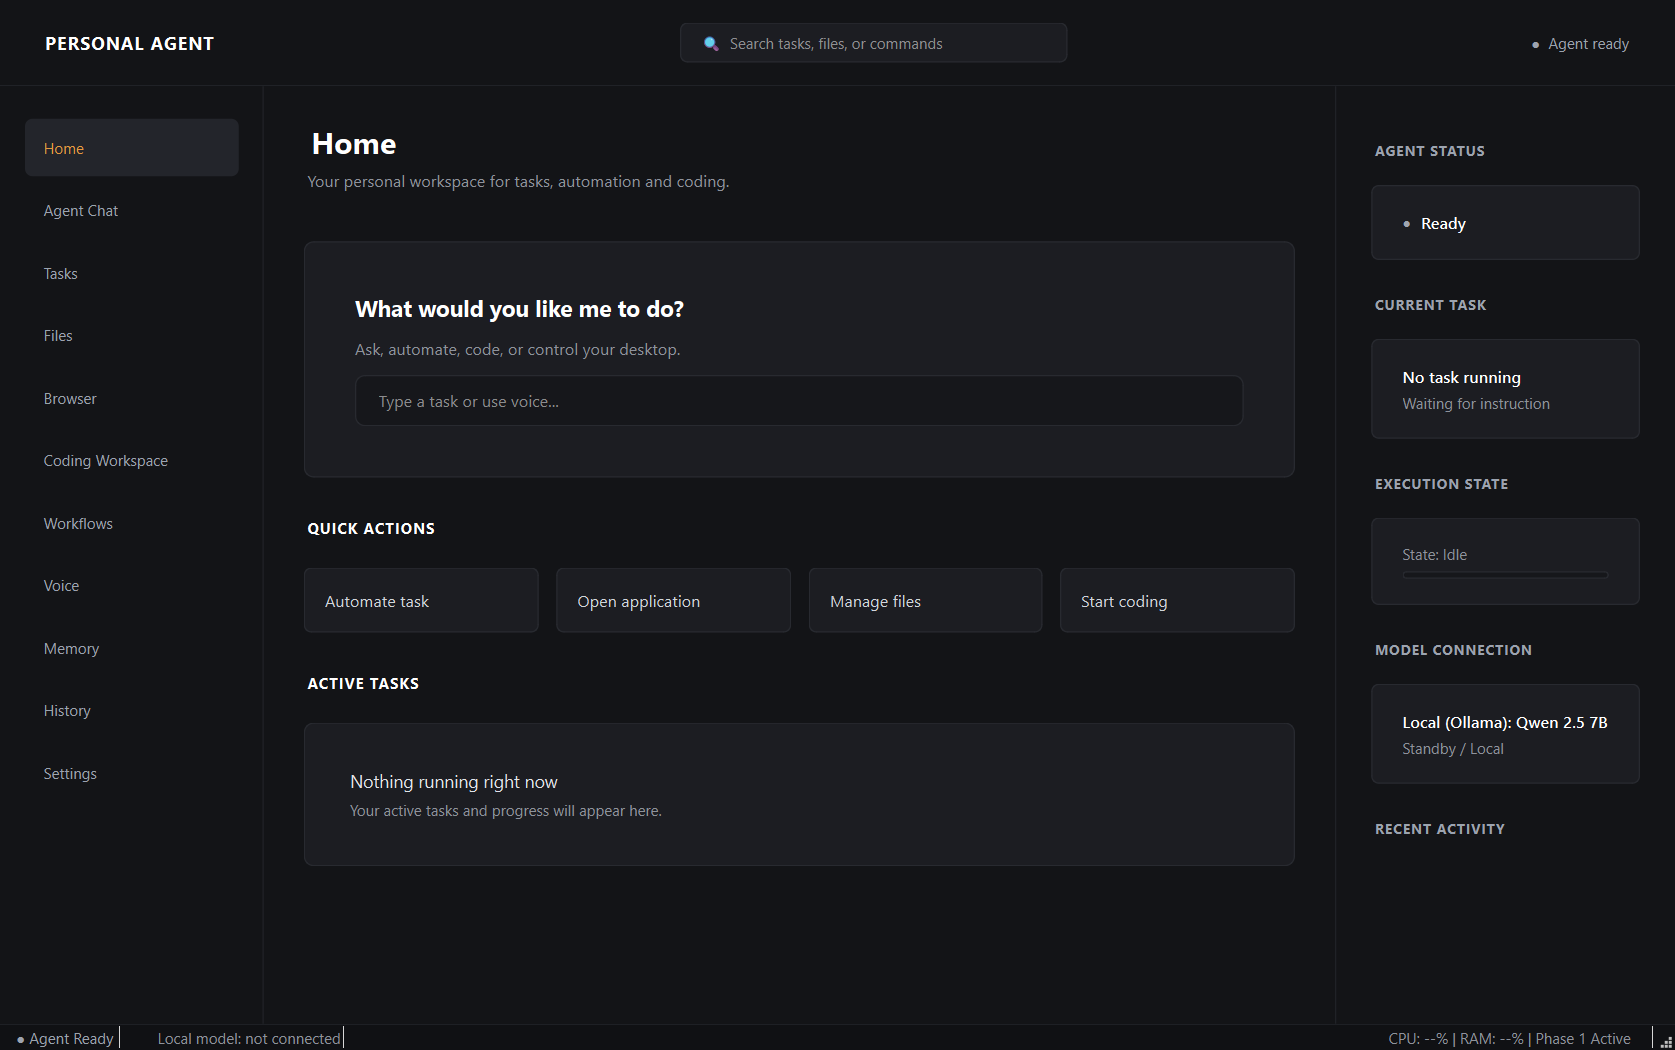 PERSONAL AGENT
Search tasks, files, or commands
● Agent ready
Home
Agent Chat
Tasks
Files
Browser
Coding Workspace
Workflows
Voice
Memory
History
Settings
Home
Your personal workspace for tasks, automation and coding.
What would you like me to do?
Ask, automate, code, or control your desktop.
Type a task or use voice...
QUICK ACTIONS
Automate task
Open application
Manage files
Start coding
ACTIVE TASKS
Nothing running right now
Your active tasks and progress will appear here.
AGENT STATUS
● Ready
CURRENT TASK
No task running
Waiting for instruction
EXECUTION STATE
State: Idle
MODEL CONNECTION
Local (Ollama): Qwen 2.5 7B
Standby / Local
RECENT ACTIVITY
● Agent Ready
Local model: not connected
CPU: --% | RAM: --% | Phase 1 Active